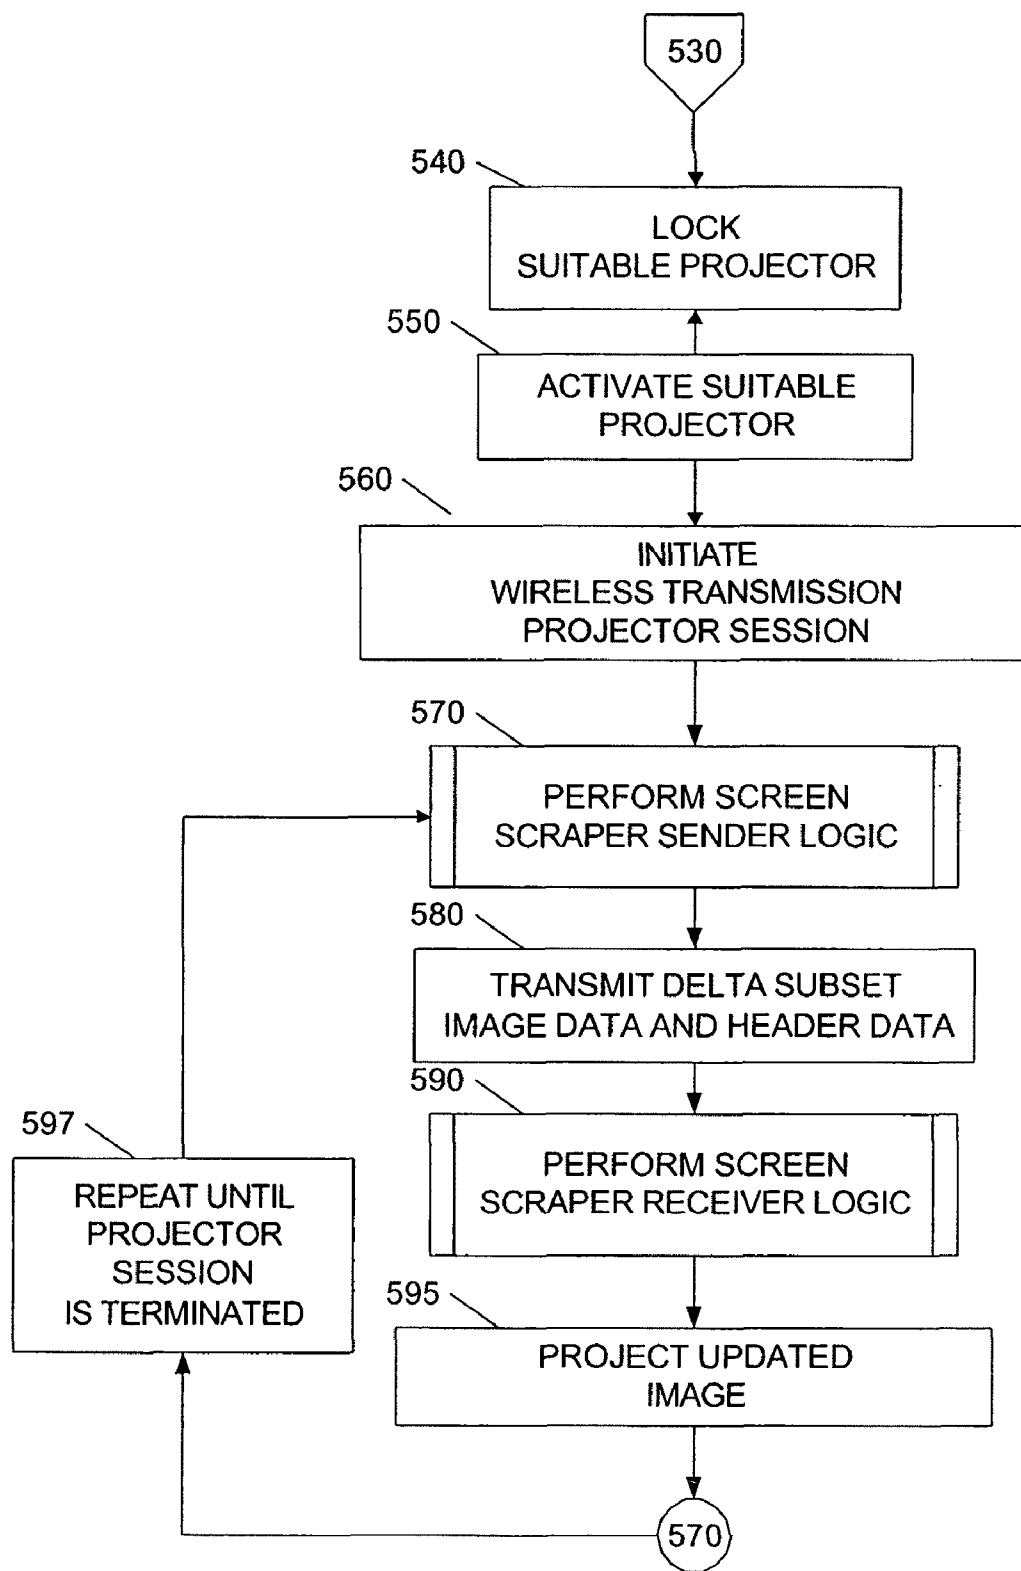 530
540
LOCK
SUITABLE PROJECTOR
550
ACTIVATE SUITABLE
PROJECTOR
560
INITIATE
WIRELESS TRANSMISSION
PROJECTOR SESSION
570
PERFORM SCREEN
SCRAPER SENDER LOGIC
580
TRANSMIT DELTA SUBSET
IMAGE DATA AND HEADER DATA
590
PERFORM SCREEN
SCRAPER RECEIVER LOGIC
597
REPEAT UNTIL
PROJECTOR
SESSION
IS TERMINATED
595
PROJECT UPDATED
IMAGE
570